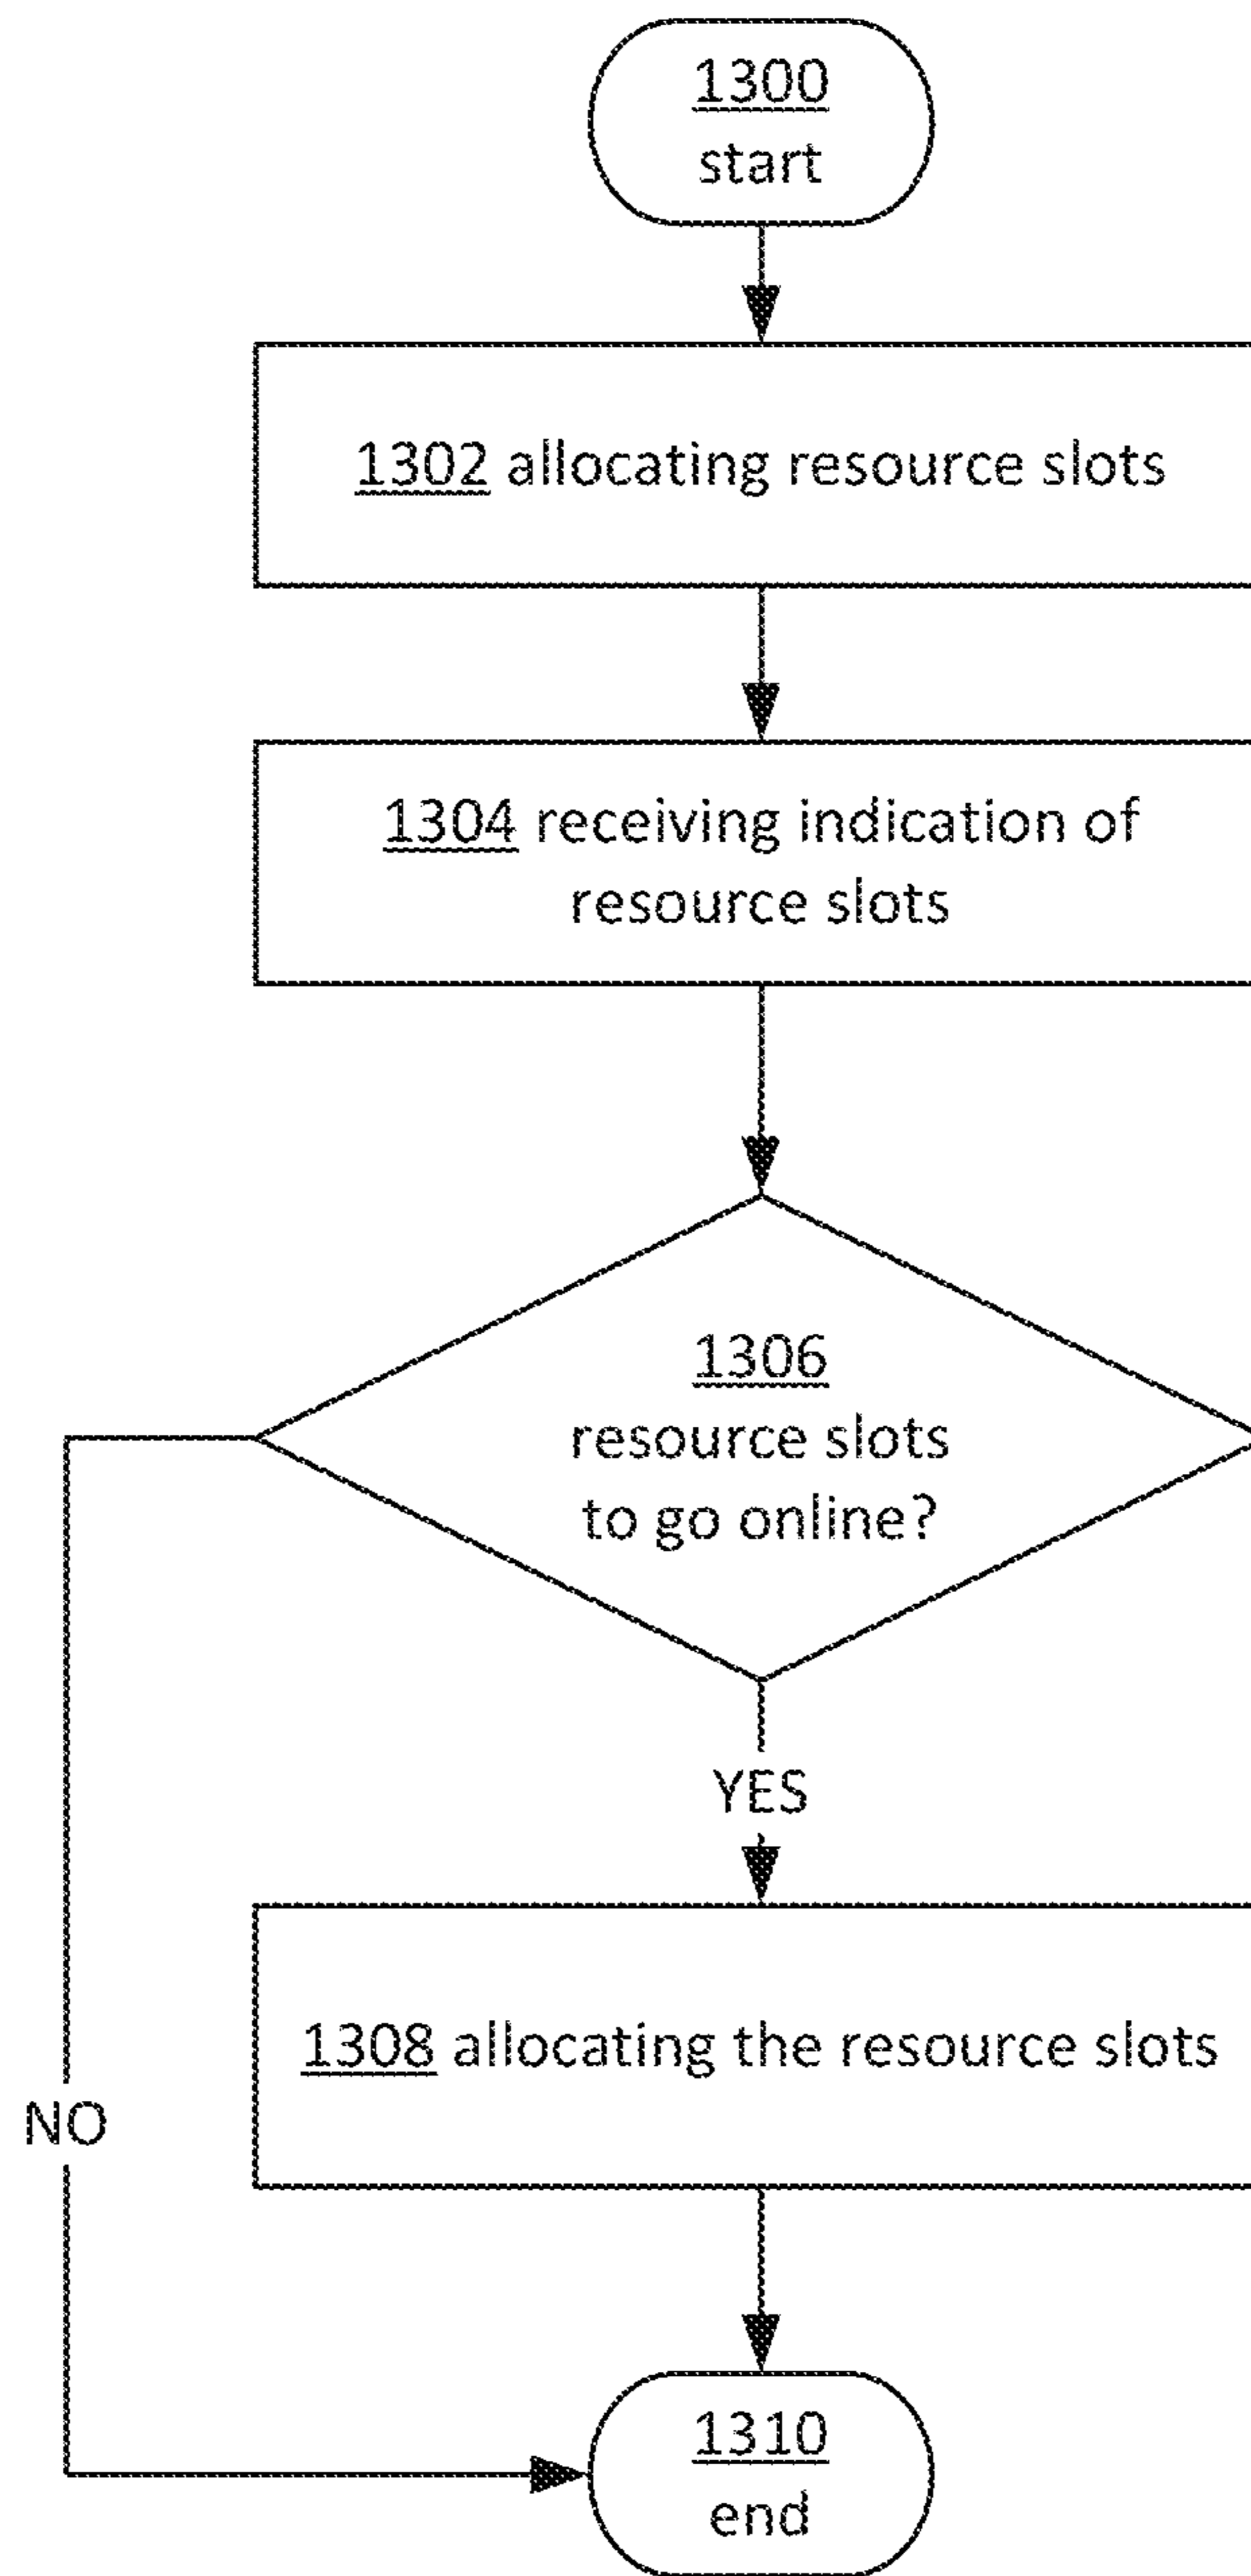 1300
start
1302 allocating resource slots
1304 receiving indication of
resource slots
1306
resource slots
to go online?
YES
1308 allocating the resource slots
NO
1310
end